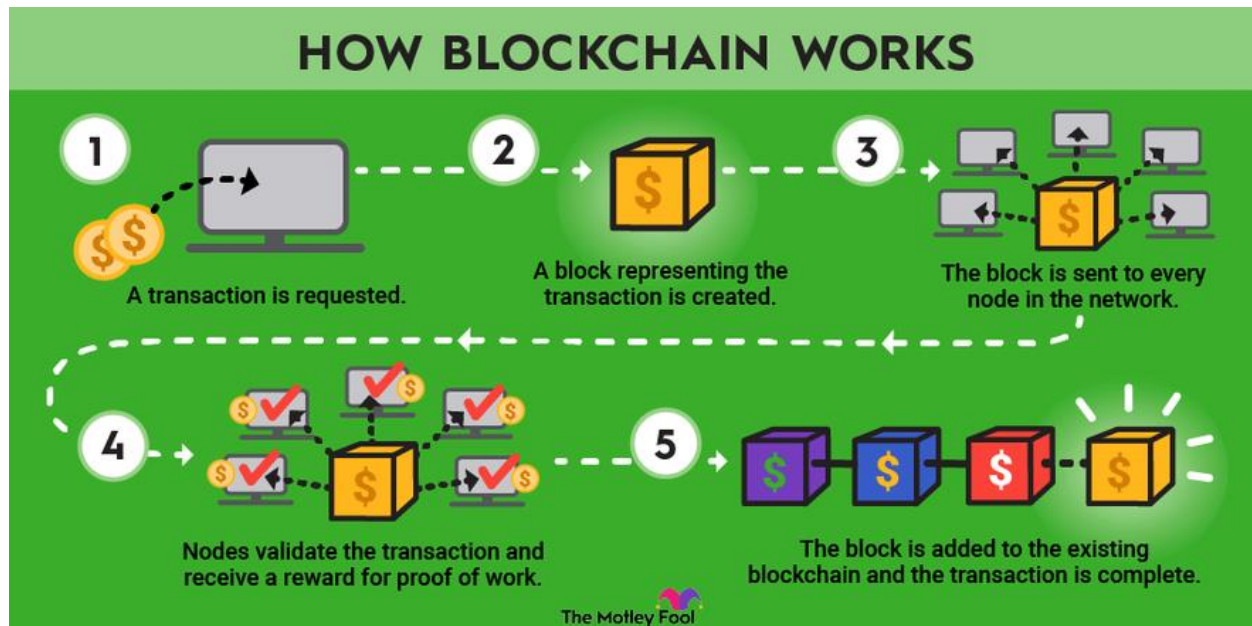 HOW BLOCKCHAIN WORKS
1
$
$
A transaction is requested.
2
$
A block representing the
transaction is created.
3
$
The block is sent to every
node in the network.
4
$
$
$
$
$
$
Nodes validate the transaction and
receive a reward for proof of work.
5
$
$
$
$
The block is added to the existing
blockchain and the transaction is complete.
The Motley Fool